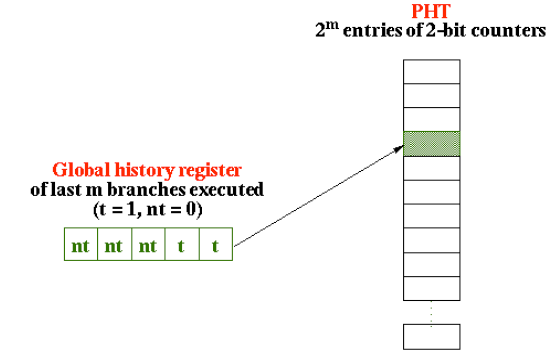 PHT
2^m entries of 2-bit counters
Global history register
of last m branches executed
(t = 1, nt = 0)
nt nt nt t t